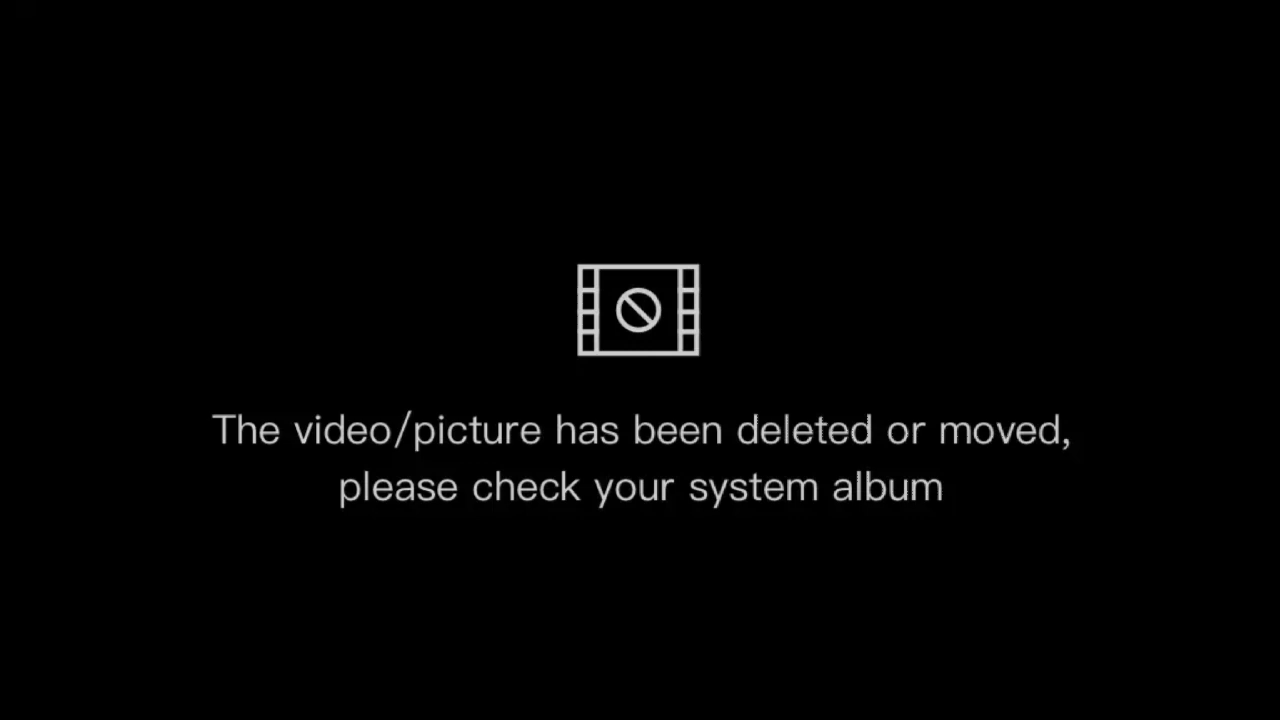 The video/picture has been deleted or moved,
please check your system album